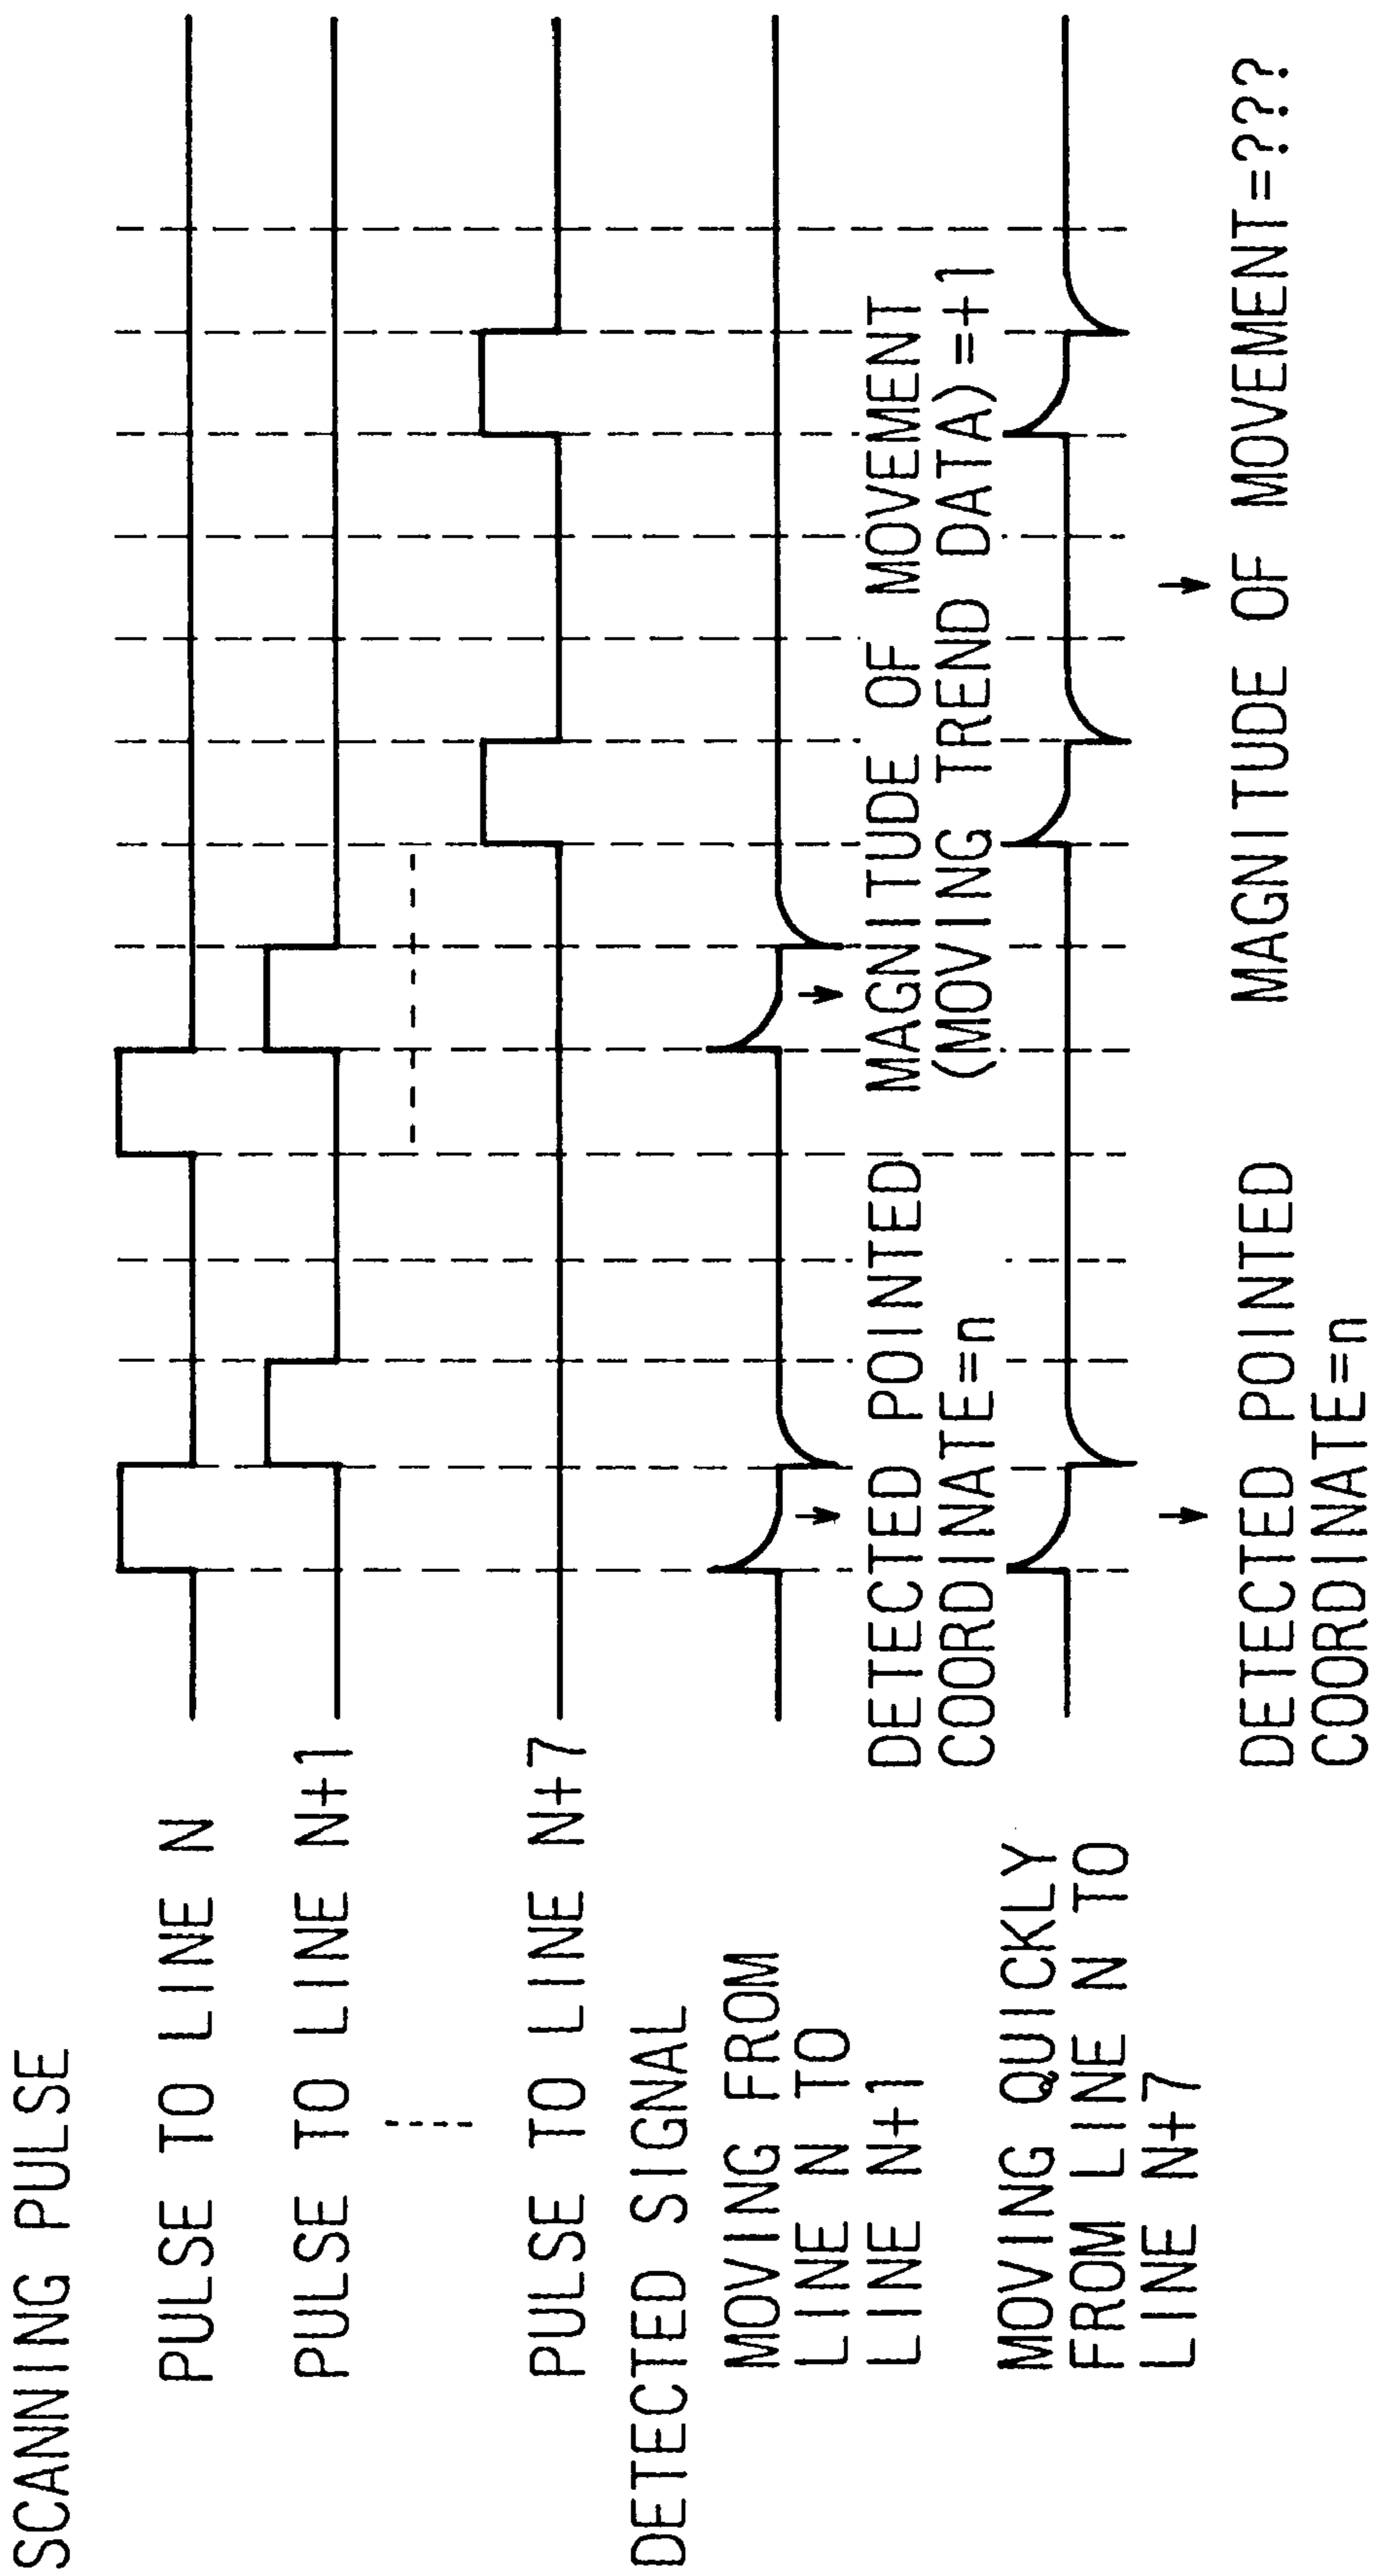 SCANNING PULSE
PULSE TO LINE N
PULSE TO LINE N+1
PULSE TO LINE N+7
DETECTED SIGNAL
MOVING FROM
LINE N TO
LINE N+1
DETECTED POINTED
COORDINATE=n
MAGNITUDE OF MOVEMENT
(MOVING TREND DATA)=+1
MOVING QUICKLY
FROM LINE N TO
LINE N+7
DETECTED POINTED
COORDINATE=n
MAGNITUDE OF MOVEMENT=???